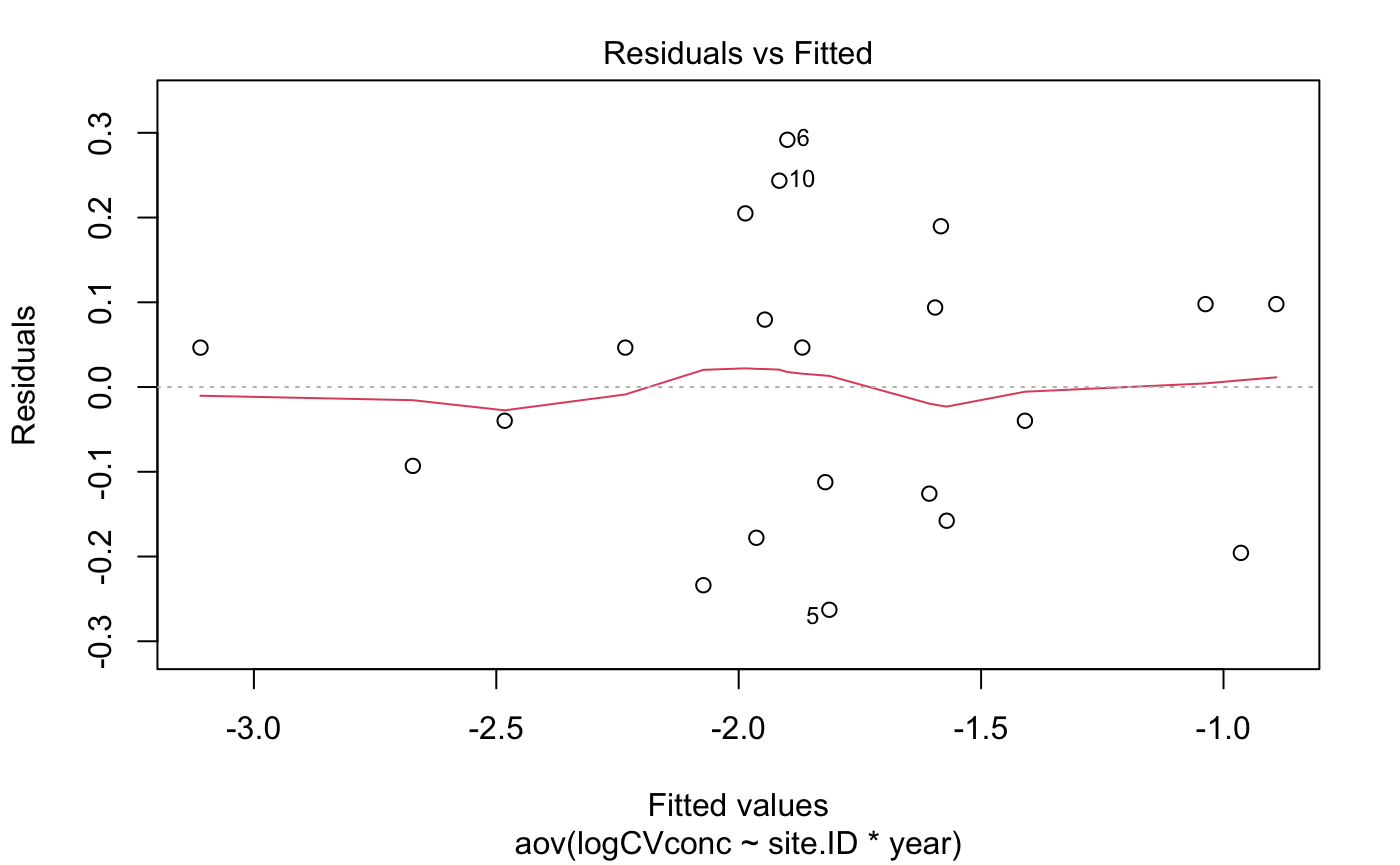 Residuals vs Fitted
0.3
0.2
0.1
0.0
-0.1
-0.2
-0.3
Residuals
6
10
5
-3.0 -2.5 -2.0 -1.5 -1.0
Fitted values
aov(logCVconc ~ site.ID * year)